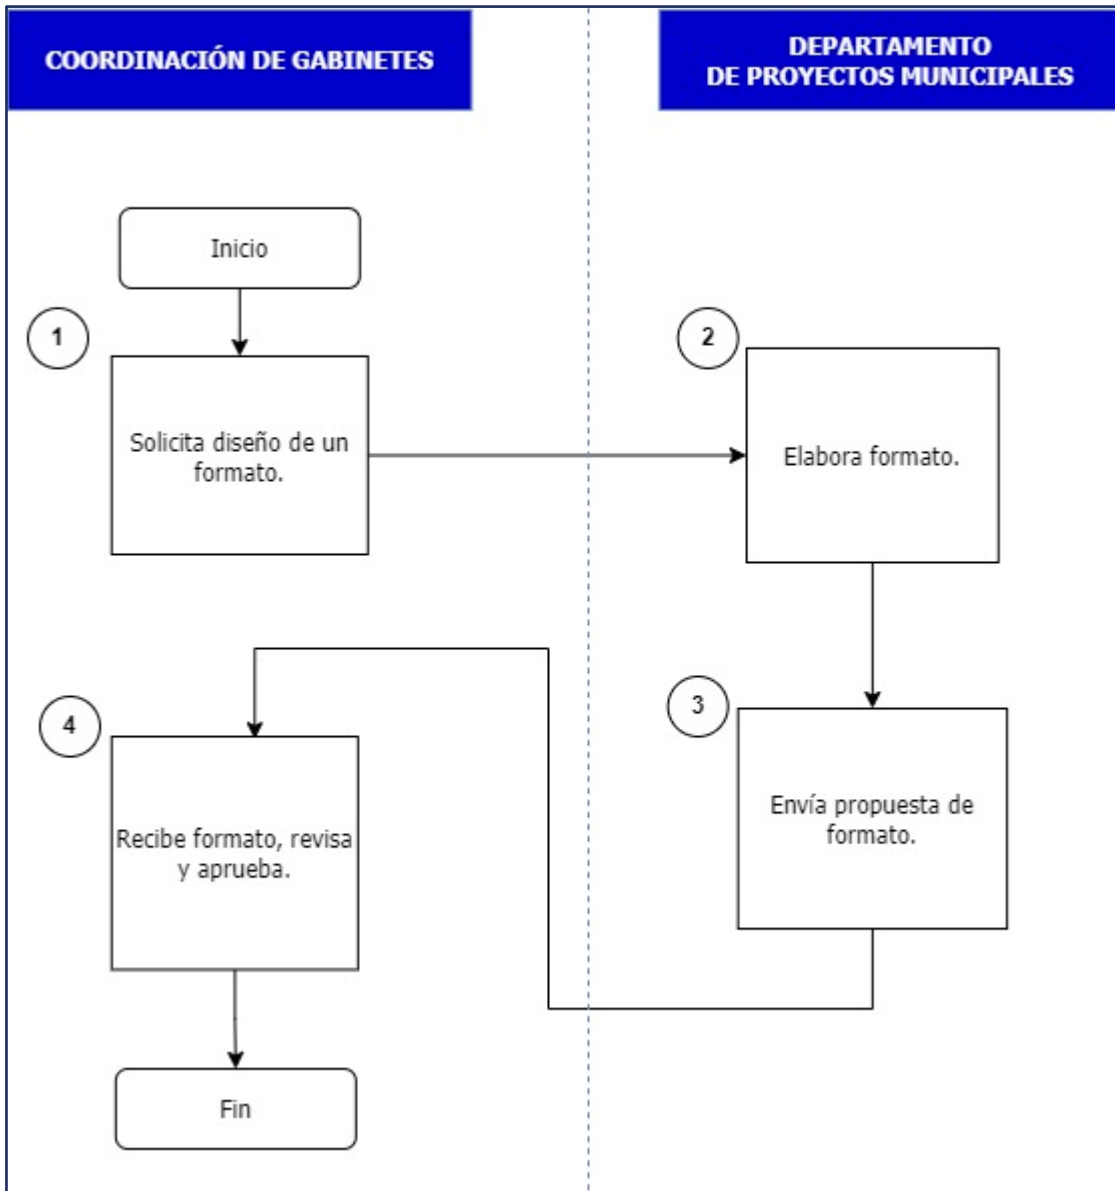 COORDINACIÓN DE GABINETES
DEPARTAMENTO
DE PROYECTOS MUNICIPALES
Inicio
1
Solicita diseño de un
formato.
2
Elabora formato.
3
Envía propuesta de
formato.
4
Recibe formato, revisa
y aprueba.
Fin